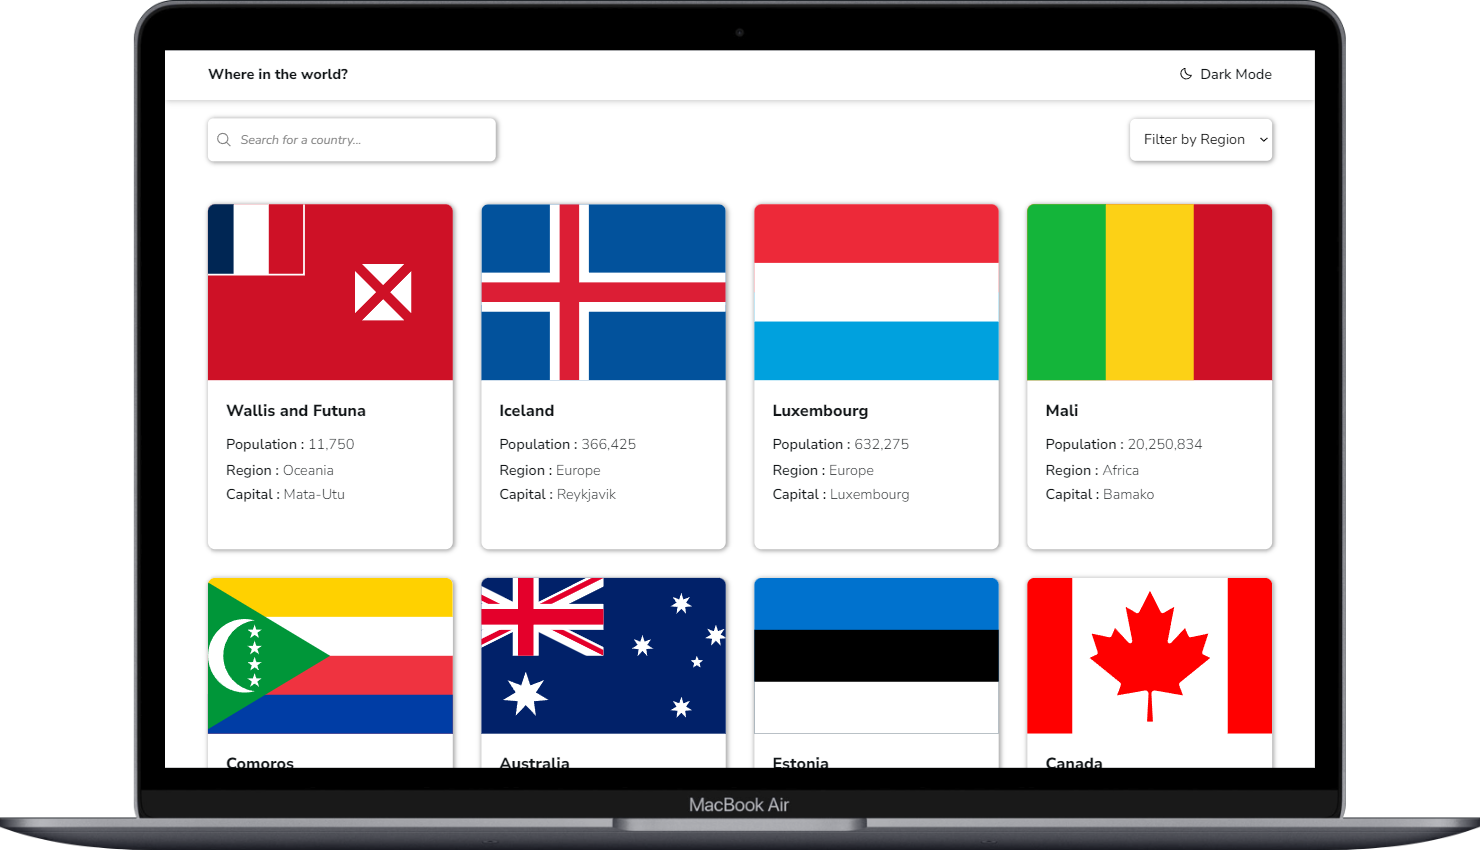 Where in the world?
Dark Mode
Search for a country...
Filter by Region
Wallis and Futuna
Population : 11,750
Region : Oceania
Capital : Mata-Utu
Iceland
Population : 366,425
Region : Europe
Capital : Reykjavik
Luxembourg
Population : 632,275
Region : Europe
Capital : Luxembourg
Mali
Population : 20,250,834
Region : Africa
Capital : Bamako
Comoros
Australia
Estonia
Canada
MacBook Air